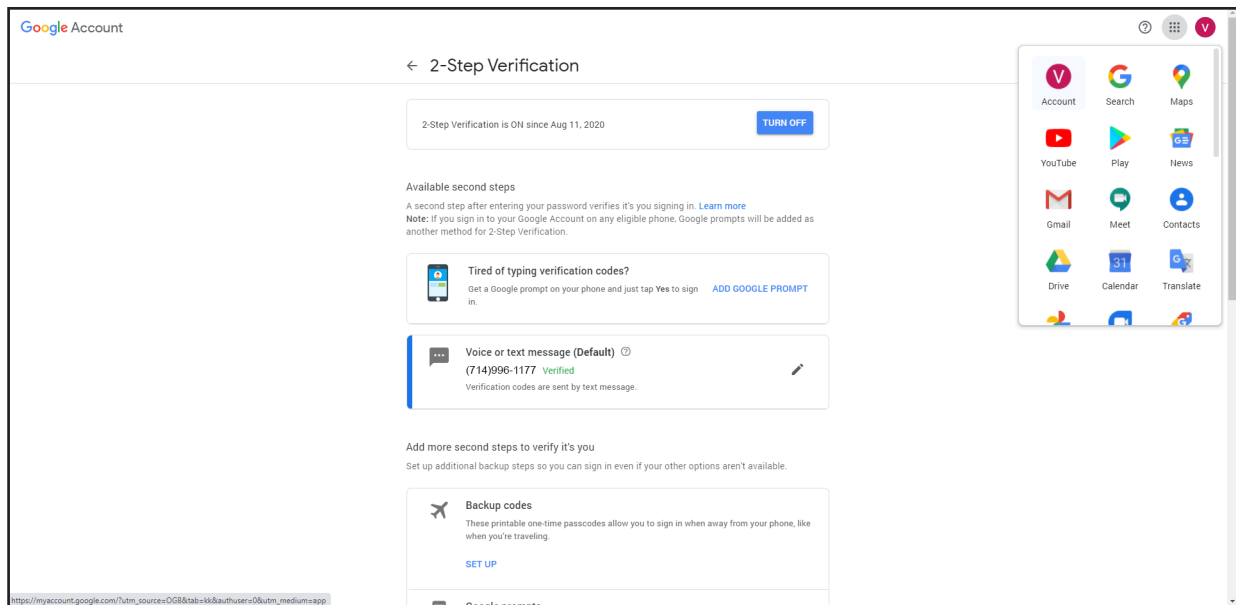 Google Account
V
2-Step Verification
2-Step Verification is ON since Aug 11, 2020
TURN OFF
Available second steps
A second step after entering your password verifies it's you signing in. Learn more
Note: If you sign in to your Google Account on any eligible phone, Google prompts will be added as
another method for 2-Step Verification.
Tired of typing verification codes?
Get a Google prompt on your phone and just tap Yes to sign
in.
ADD GOOGLE PROMPT
Voice or text message (Default)
(714)996-1177 Verified
Verification codes are sent by text message.
Add more second steps to verify it's you
Set up additional backup steps so you can sign in even if your other options aren't available.
Backup codes
These printable one-time passcodes allow you to sign in when away from your phone, like
when you're traveling.
SET UP
Google prompts
V
Account Search Maps
YouTube Play News
Gmail Meet Contacts
31
Drive Calendar Translate
https://myaccount.google.com/?utm_source=OGB&tab=kk&authuser=0&utm_medium=app